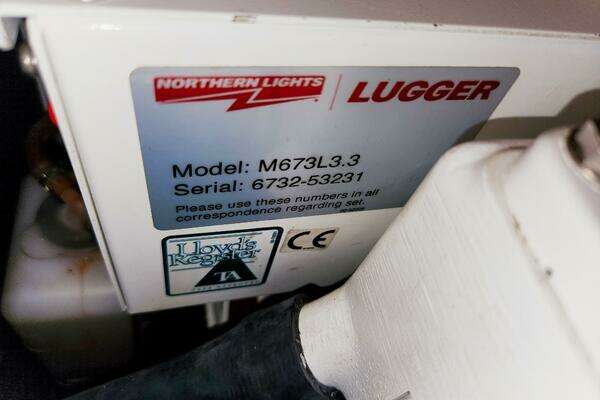 NORTHERN LIGHTS LUGGER
Model: M673L3.3
Serial: 6732-53231
Please use these numbers in all
correspondence regarding set.
Lloyd's
Register
TA
CE